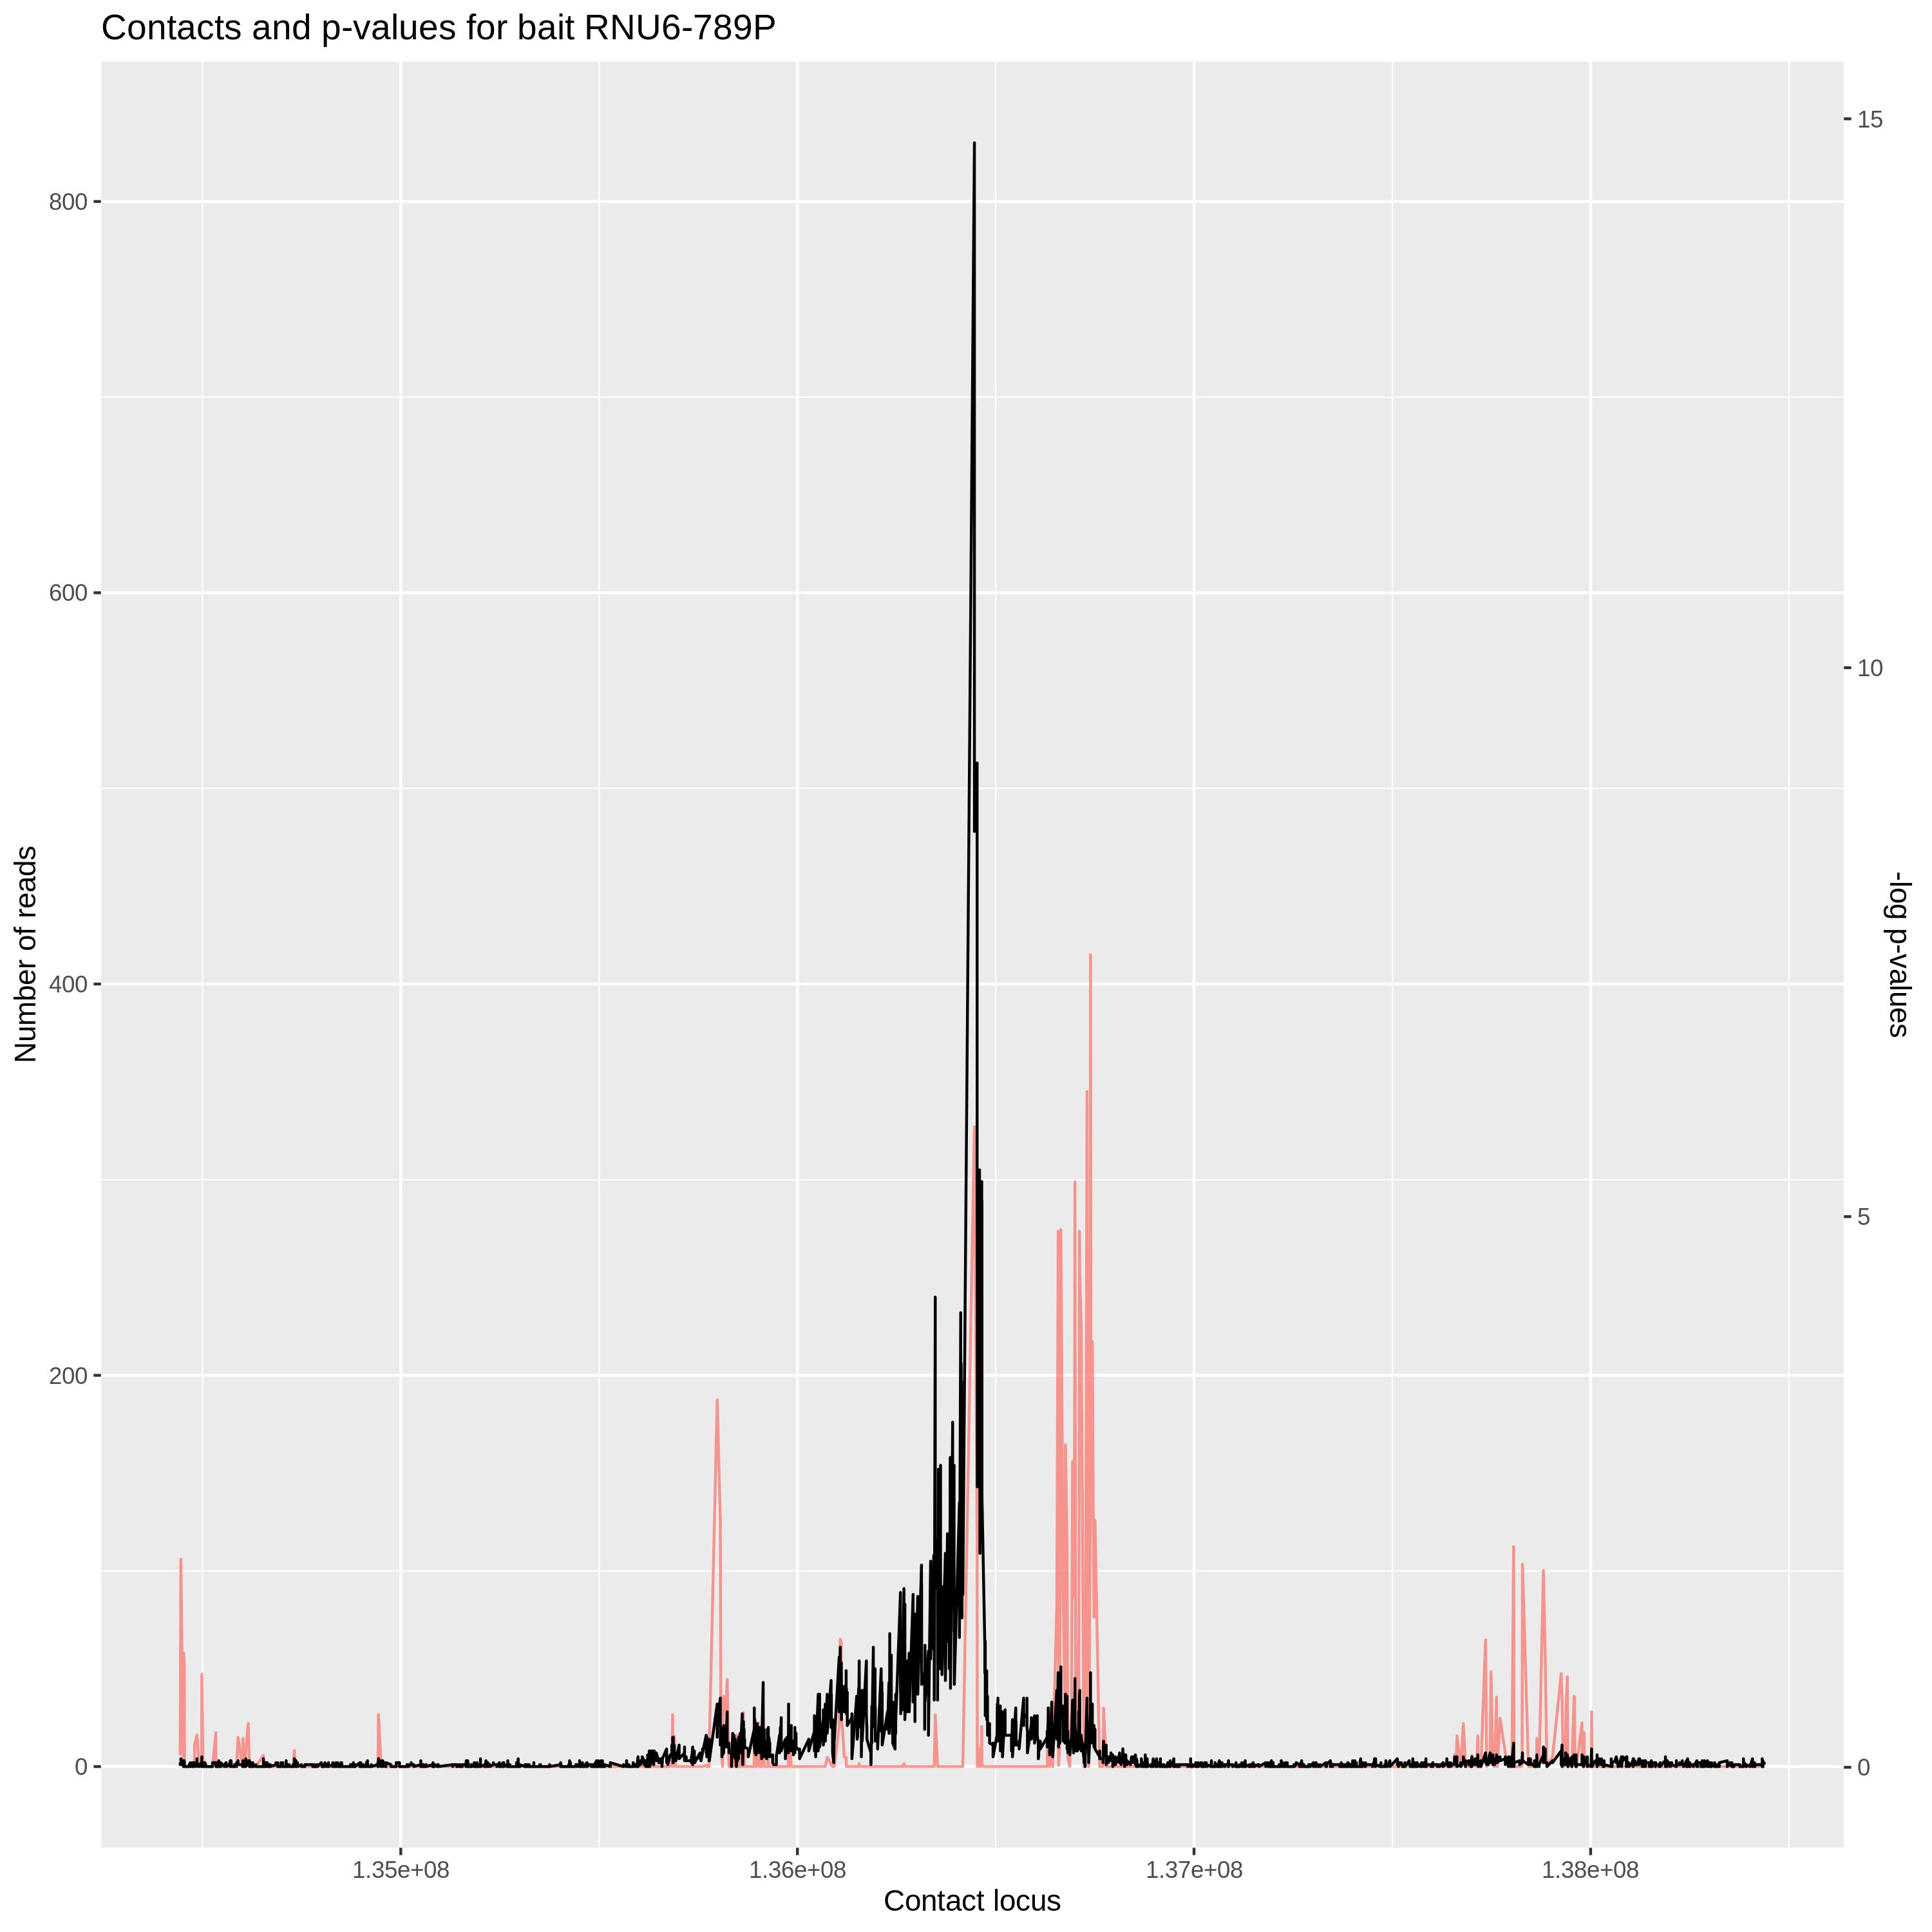 Contacts and p-values for bait RNU6-789P
800
600
400
200
0
Number of reads
15
10
5
0
-log p-values
1.35e+08
1.36e+08
1.37e+08
1.38e+08
Contact locus